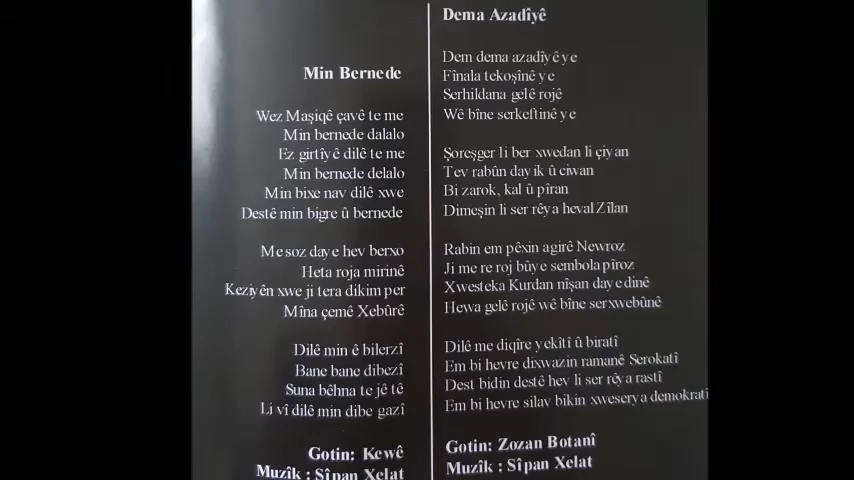 Min Bernede
Wez Maşiqê çavê te me
Min bernede dalalo
Ez girtîyê dilê te me
Min bernede delalo
Min bixe nav dilê xwe
Destê min bigre û bernede
Me soz daye hev berxo
Heta roja mirinê
Keziyên xwe ji tera dikim per
Mîna çemê Xebûrê
Dilê min ê bilerzî
Bane bane dibezî
Suna bêhna te jê tê
Li vî dilê min dibe gazî
Gotin: Kewê
Muzîk : Sîpan Xelat
Dema Azadîyê
Dem dema azadîyê ye
Fînala tekoşînê ye
Serhildana gelê rojê
Wê bîne serkeftinê ye
Şoreşger li ber xwedan li çiyan
Tev rabûn dayik û ciwan
Bi zarok, kal û pîran
Dimeşin li ser rêya heval Zîlan
Rabin em pêxin agirê Newroz
Ji me re roj bûye sembola pîroz
Xwesteka Kurdan nîşan daye dinê
Hewa gelê rojê wê bîne serxwebûnê
Dilê me diqîre yekîtî û biratî
Em bi hevre dixwazin ramanê Serokatî
Dest bidin destê hev li ser rêya rastî
Em bi hevre silav bikin xweserya demokratî
Gotin: Zozan Botanî
Muzîk : Sîpan Xelat